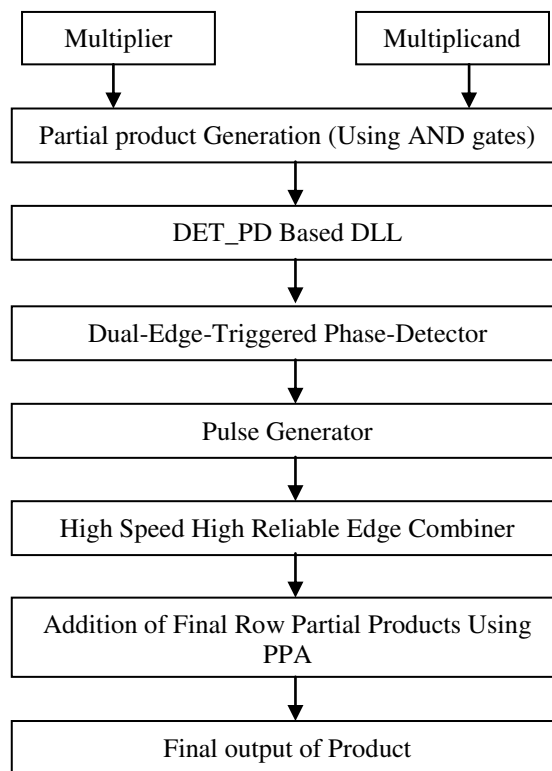 Multiplier
Multiplicand
Partial product Generation (Using AND gates)
DET_PD Based DLL
Dual-Edge-Triggered Phase-Detector
Pulse Generator
High Speed High Reliable Edge Combiner
Addition of Final Row Partial Products Using
PPA
Final output of Product